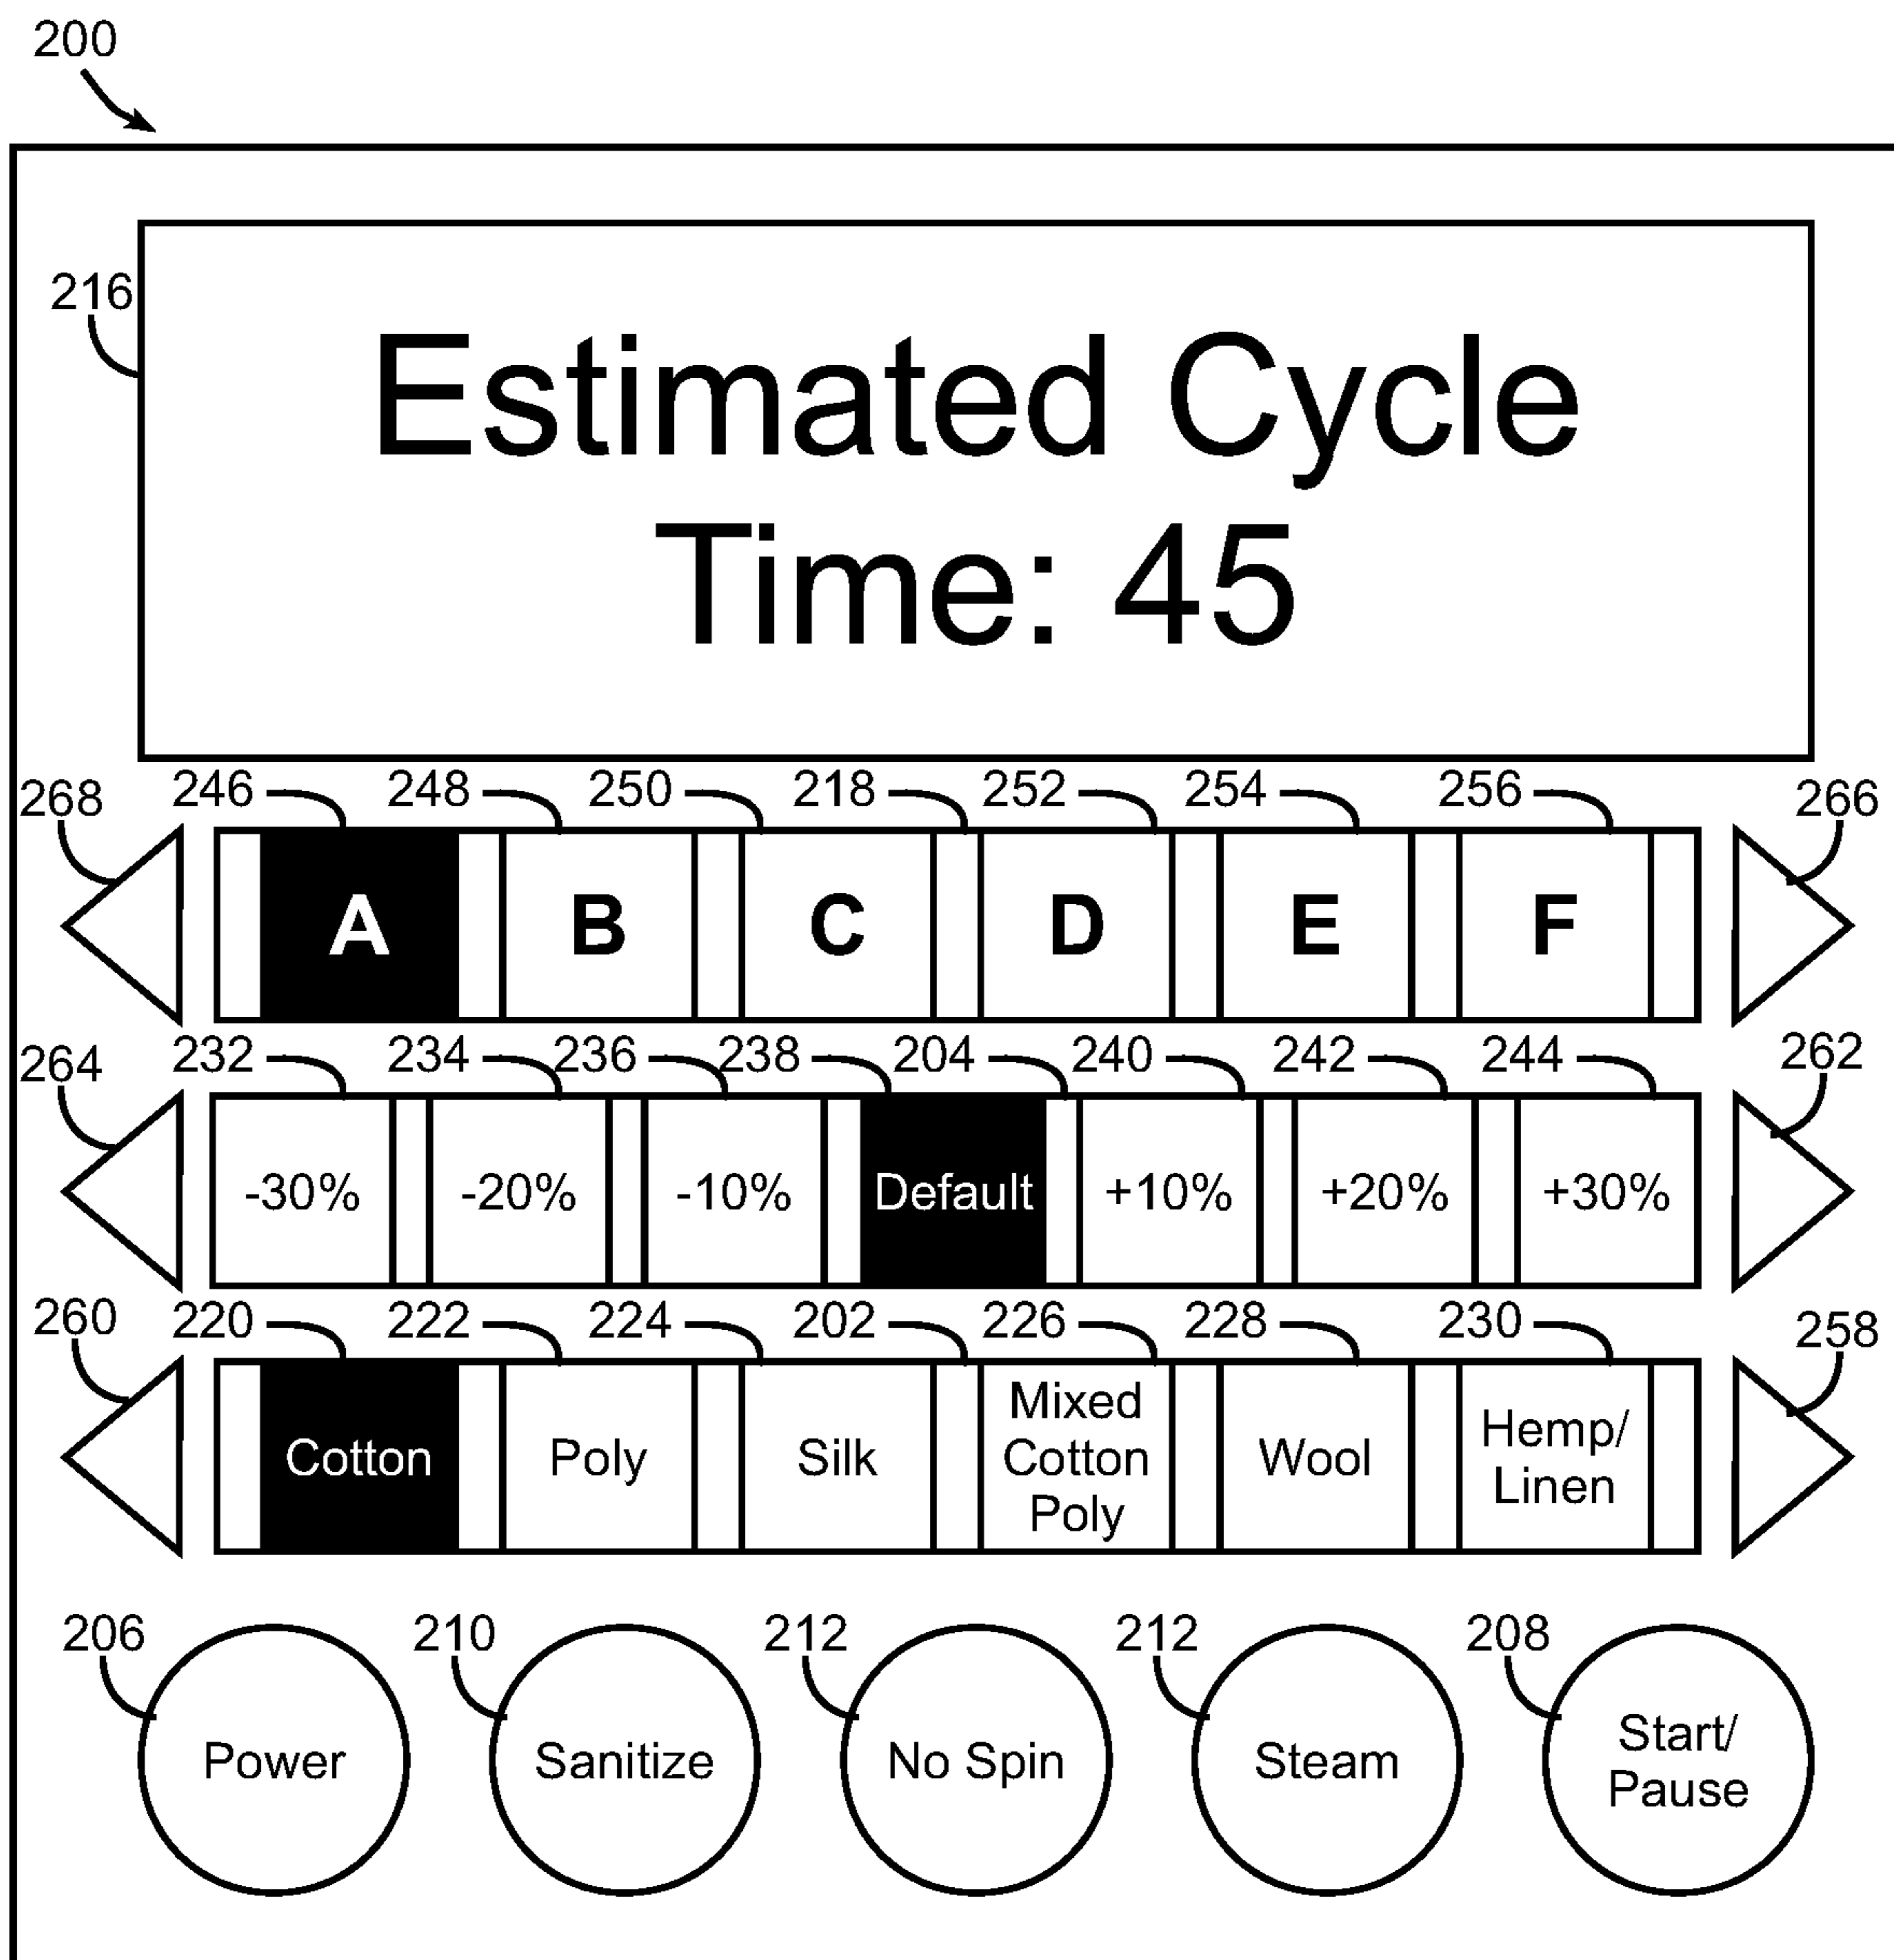 200
216
Estimated Cycle
Time: 45
268 246 248 250 218 252 254 256 266
A B C D E F
264 232 234 236 238 204 240 242 244 262
-30% -20% -10% Default +10% +20% +30%
260 220 222 224 202 226 228 230 258
Cotton Poly Silk Mixed Cotton Poly Wool Hemp/ Linen
206 210 212 212 208
Power Sanitize No Spin Steam Start/ Pause